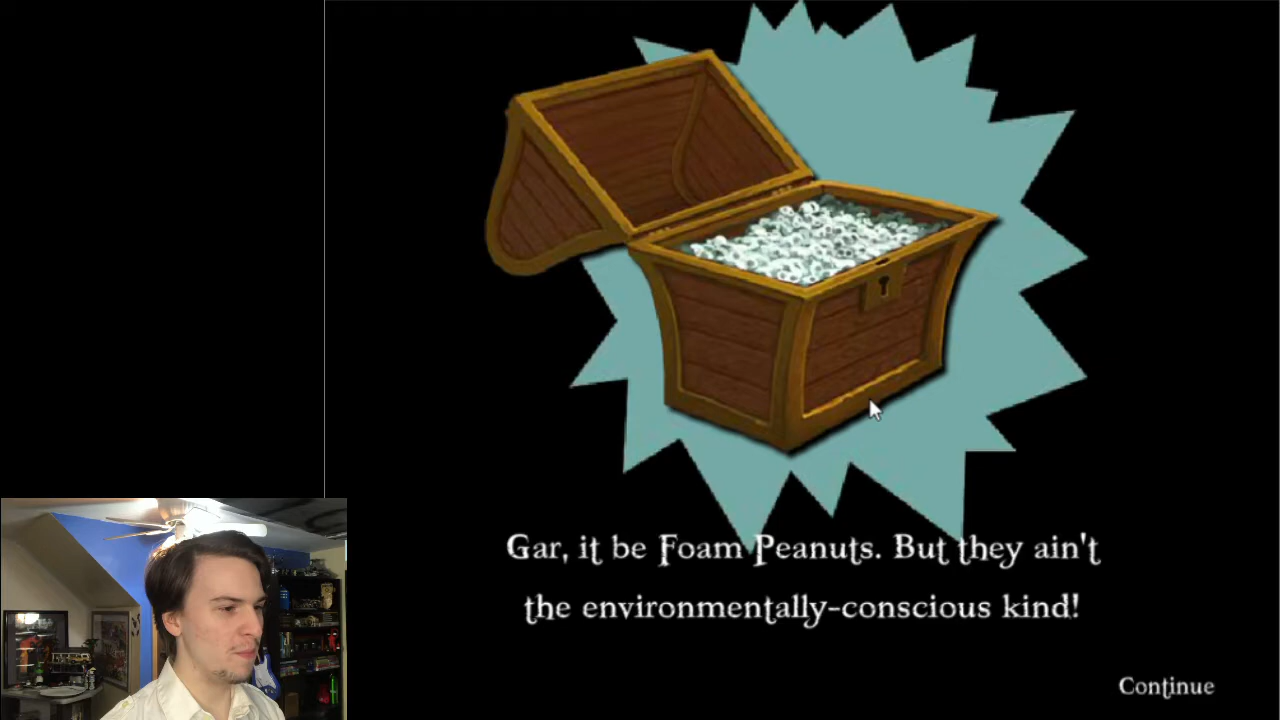 Gar, it be Foam Peanuts. But they ain't
the environmentally-conscious kind!
Continue